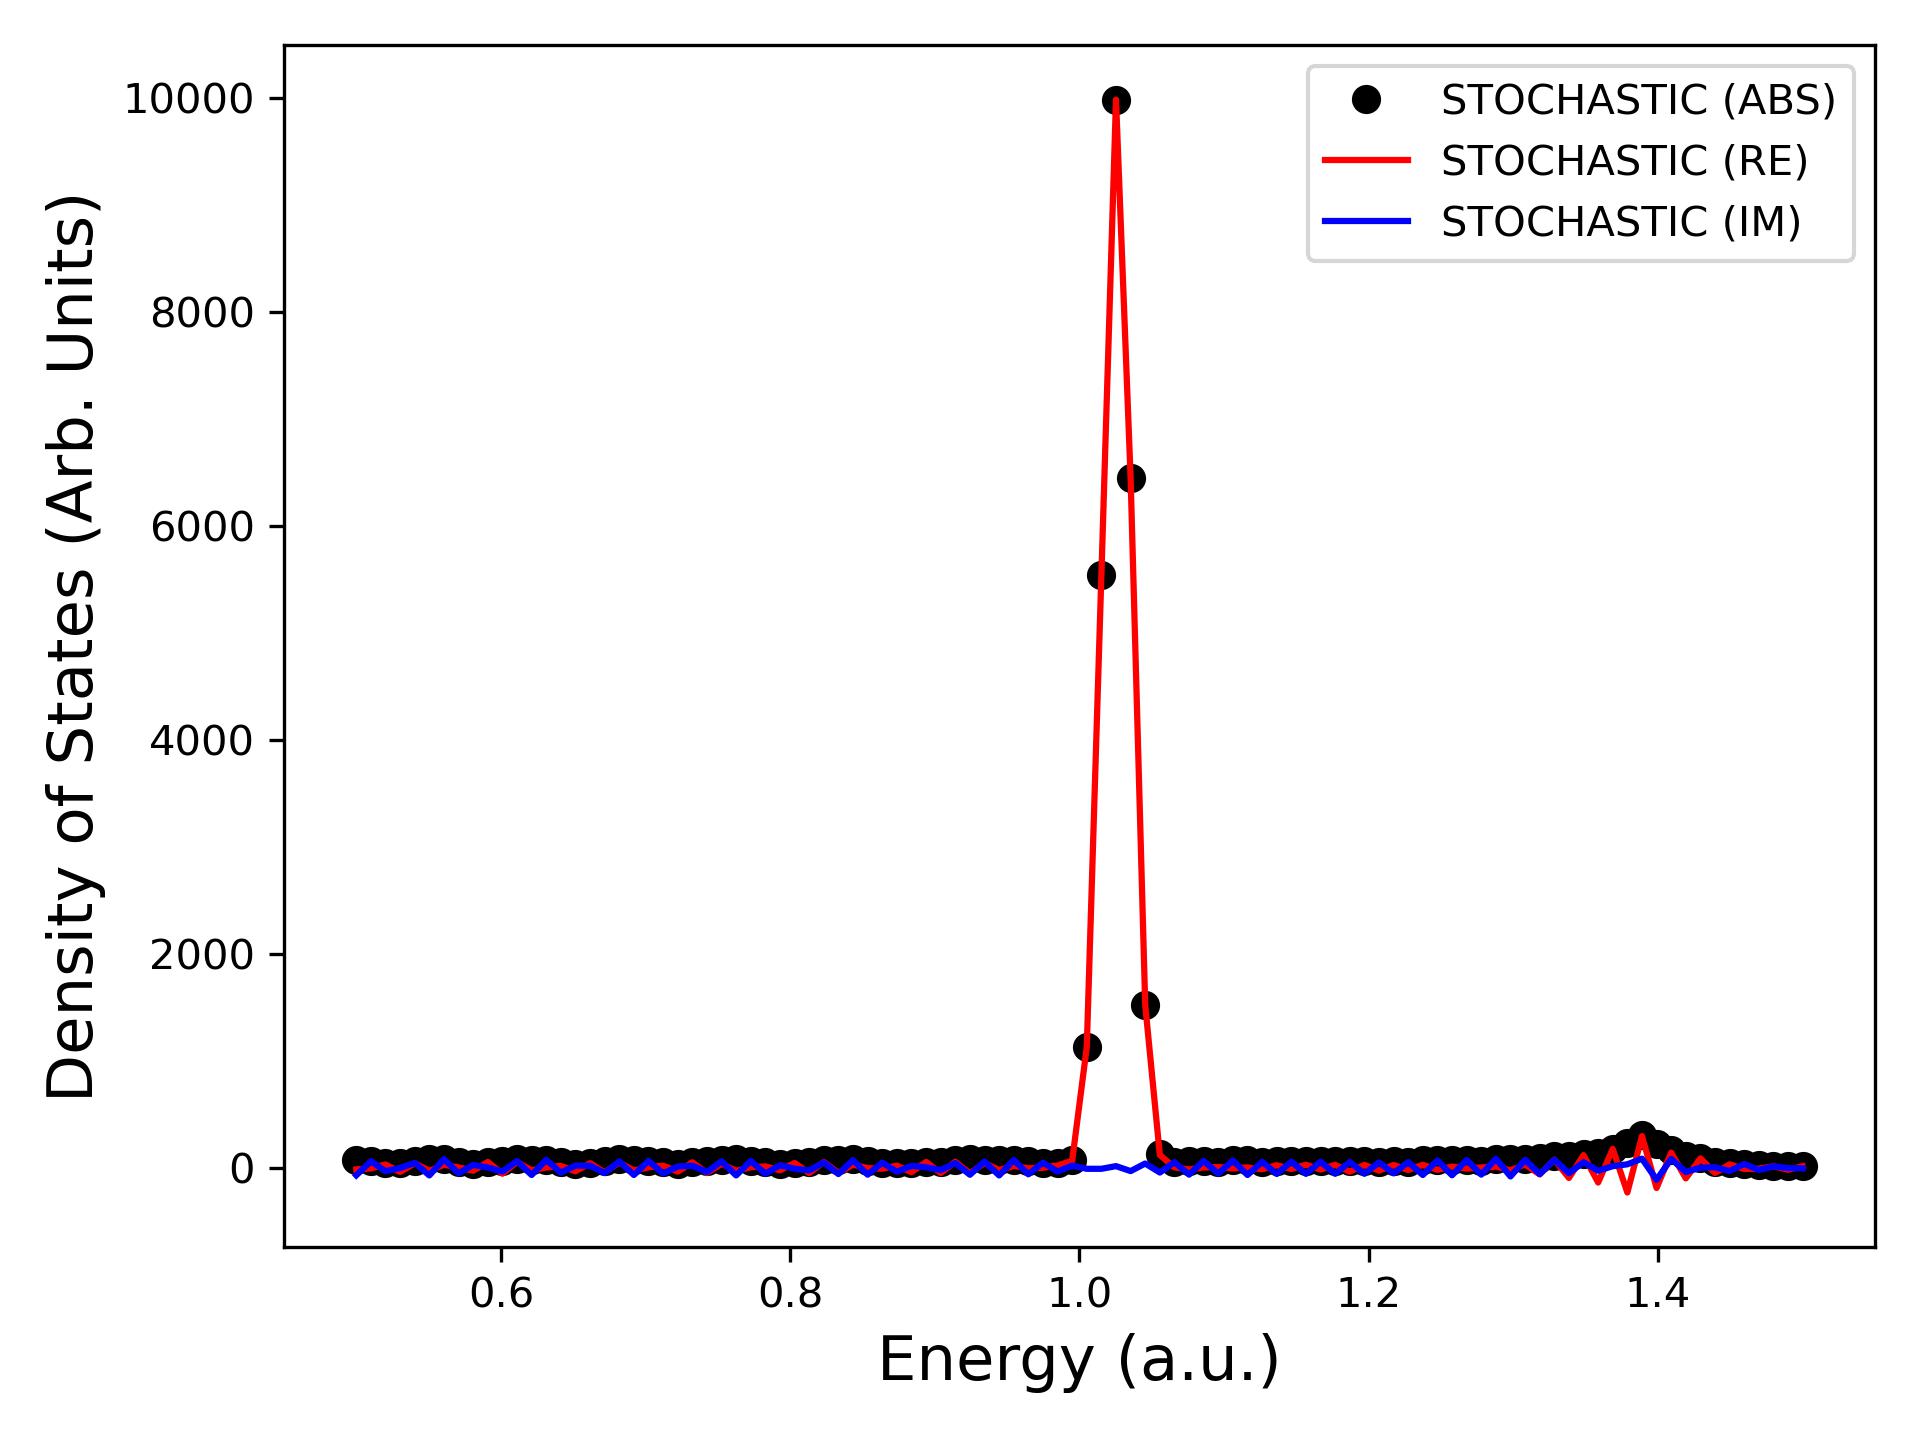 10000
8000
6000
4000
2000
0
Density of States (Arb. Units)
STOCHASTIC (ABS)
STOCHASTIC (RE)
STOCHASTIC (IM)
0.6 0.8 1.0 1.2 1.4
Energy (a.u.)